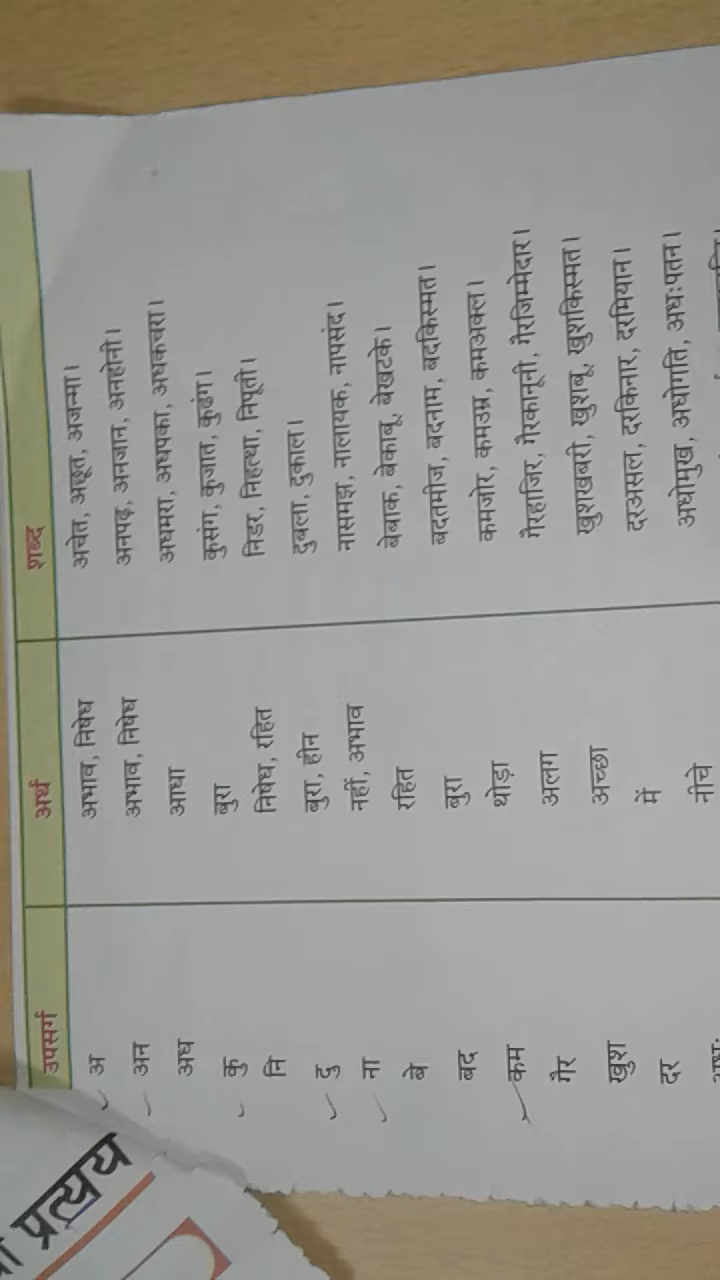 उपसर्ग अर्थ शब्द
अ अभाव, निषेध अचेत, अछूत, अजन्मा।
अन अभाव, निषेध अनपढ़, अनजान, अनहोनी।
अध आधा अधमरा, अधपका, अधकचरा।
कु बुरा कुसंग, कुजात, कुढंग।
नि निषेध, रहित निडर, निहत्था, निपूती।
दु बुरा, हीन दुबला, दुकाल।
ना नहीं, अभाव नासमझ, नालायक, नापसंद।
बे रहित बेबाक, बेकाबू, बेखटके।
बद बुरा बदतमीज, बदनाम, बदकिस्मत।
कम थोड़ा कमजोर, कमउम्र, कमअक्ल।
गैर अलग गैरहाजिर, गैरकानूनी, गैरजिम्मेदार।
खुश अच्छा खुशखबरी, खुशबू, खुशकिस्मत।
दर में दरअसल, दरकिनार, दरमियान।
नीचे अधोमुख, अधोगति, अधःपतन।
प्रत्यय